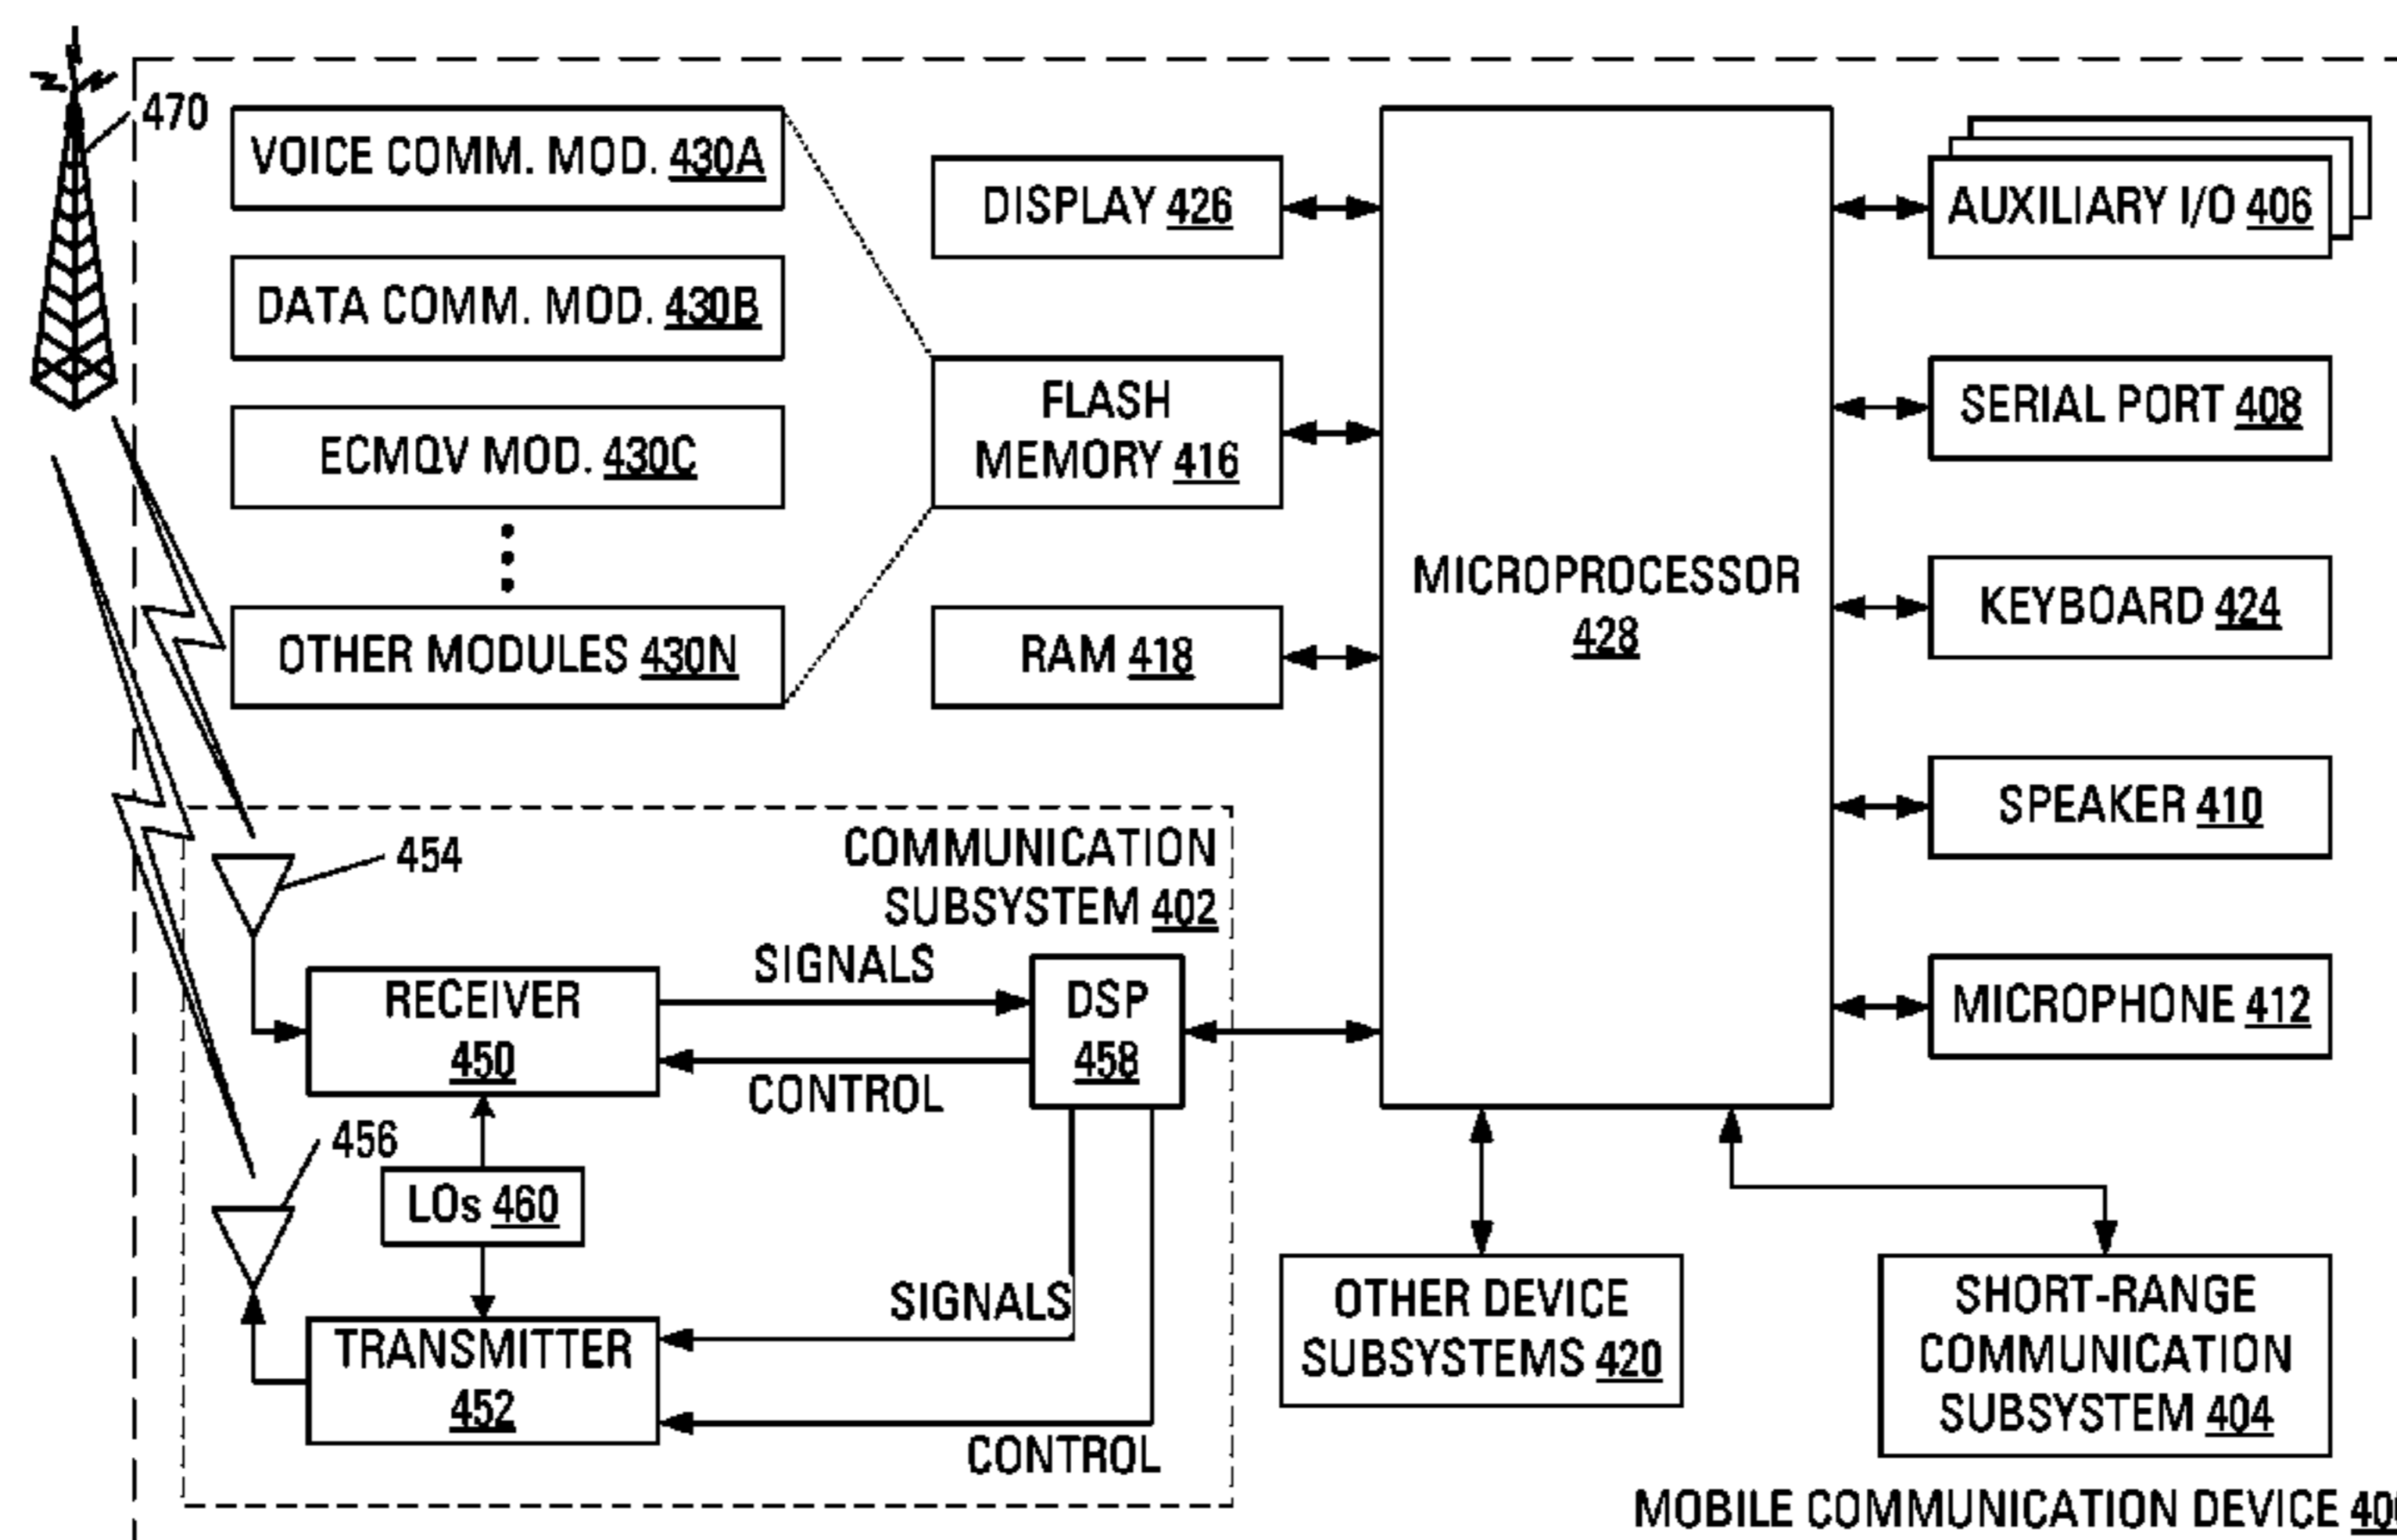 470
VOICE COMM. MOD. 430A
DATA COMM. MOD. 430B
ECMQV MOD. 430C
OTHER MODULES 430N
DISPLAY 426
FLASH
MEMORY 416
RAM 418
MICROPROCESSOR
428
AUXILIARY I/O 406
SERIAL PORT 408
KEYBOARD 424
SPEAKER 410
MICROPHONE 412
COMMUNICATION
SUBSYSTEM 402
454
RECEIVER
450
SIGNALS
CONTROL
DSP
458
456
LOs 460
TRANSMITTER
452
SIGNALS
CONTROL
OTHER DEVICE
SUBSYSTEMS 420
SHORT-RANGE
COMMUNICATION
SUBSYSTEM 404
MOBILE COMMUNICATION DEVICE